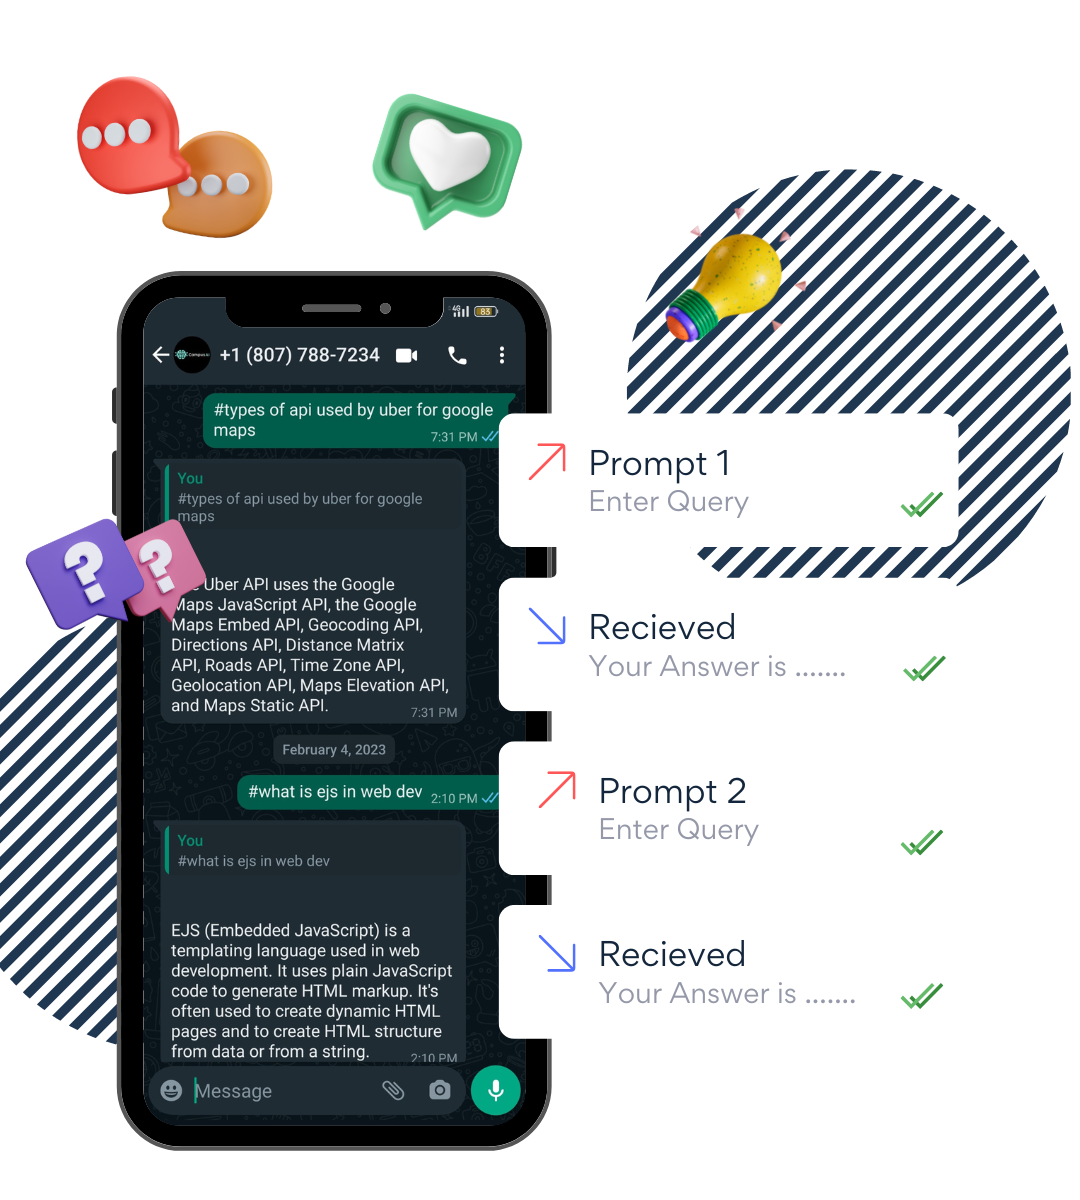 4G
83
Campus.ai
+1 (807) 788-7234
#types of api used by uber for google
maps
7:31 PM
You
#types of api used by uber for google
maps
Uber API uses the Google
Maps JavaScript API, the Google
Maps Embed API, Geocoding API,
Directions API, Distance Matrix
API, Roads API, Time Zone API,
Geolocation API, Maps Elevation API,
and Maps Static API.
7:31 PM
February 4, 2023
#what is ejs in web dev
2:10 PM
You
#what is ejs in web dev
EJS (Embedded JavaScript) is a
templating language used in web
development. It uses plain JavaScript
code to generate HTML markup. It's
often used to create dynamic HTML
pages and to create HTML structure
from data or from a string.
2:10 PM
Message
Prompt 1
Enter Query
Recieved
Your Answer is .......
Prompt 2
Enter Query
Recieved
Your Answer is .......
? ?